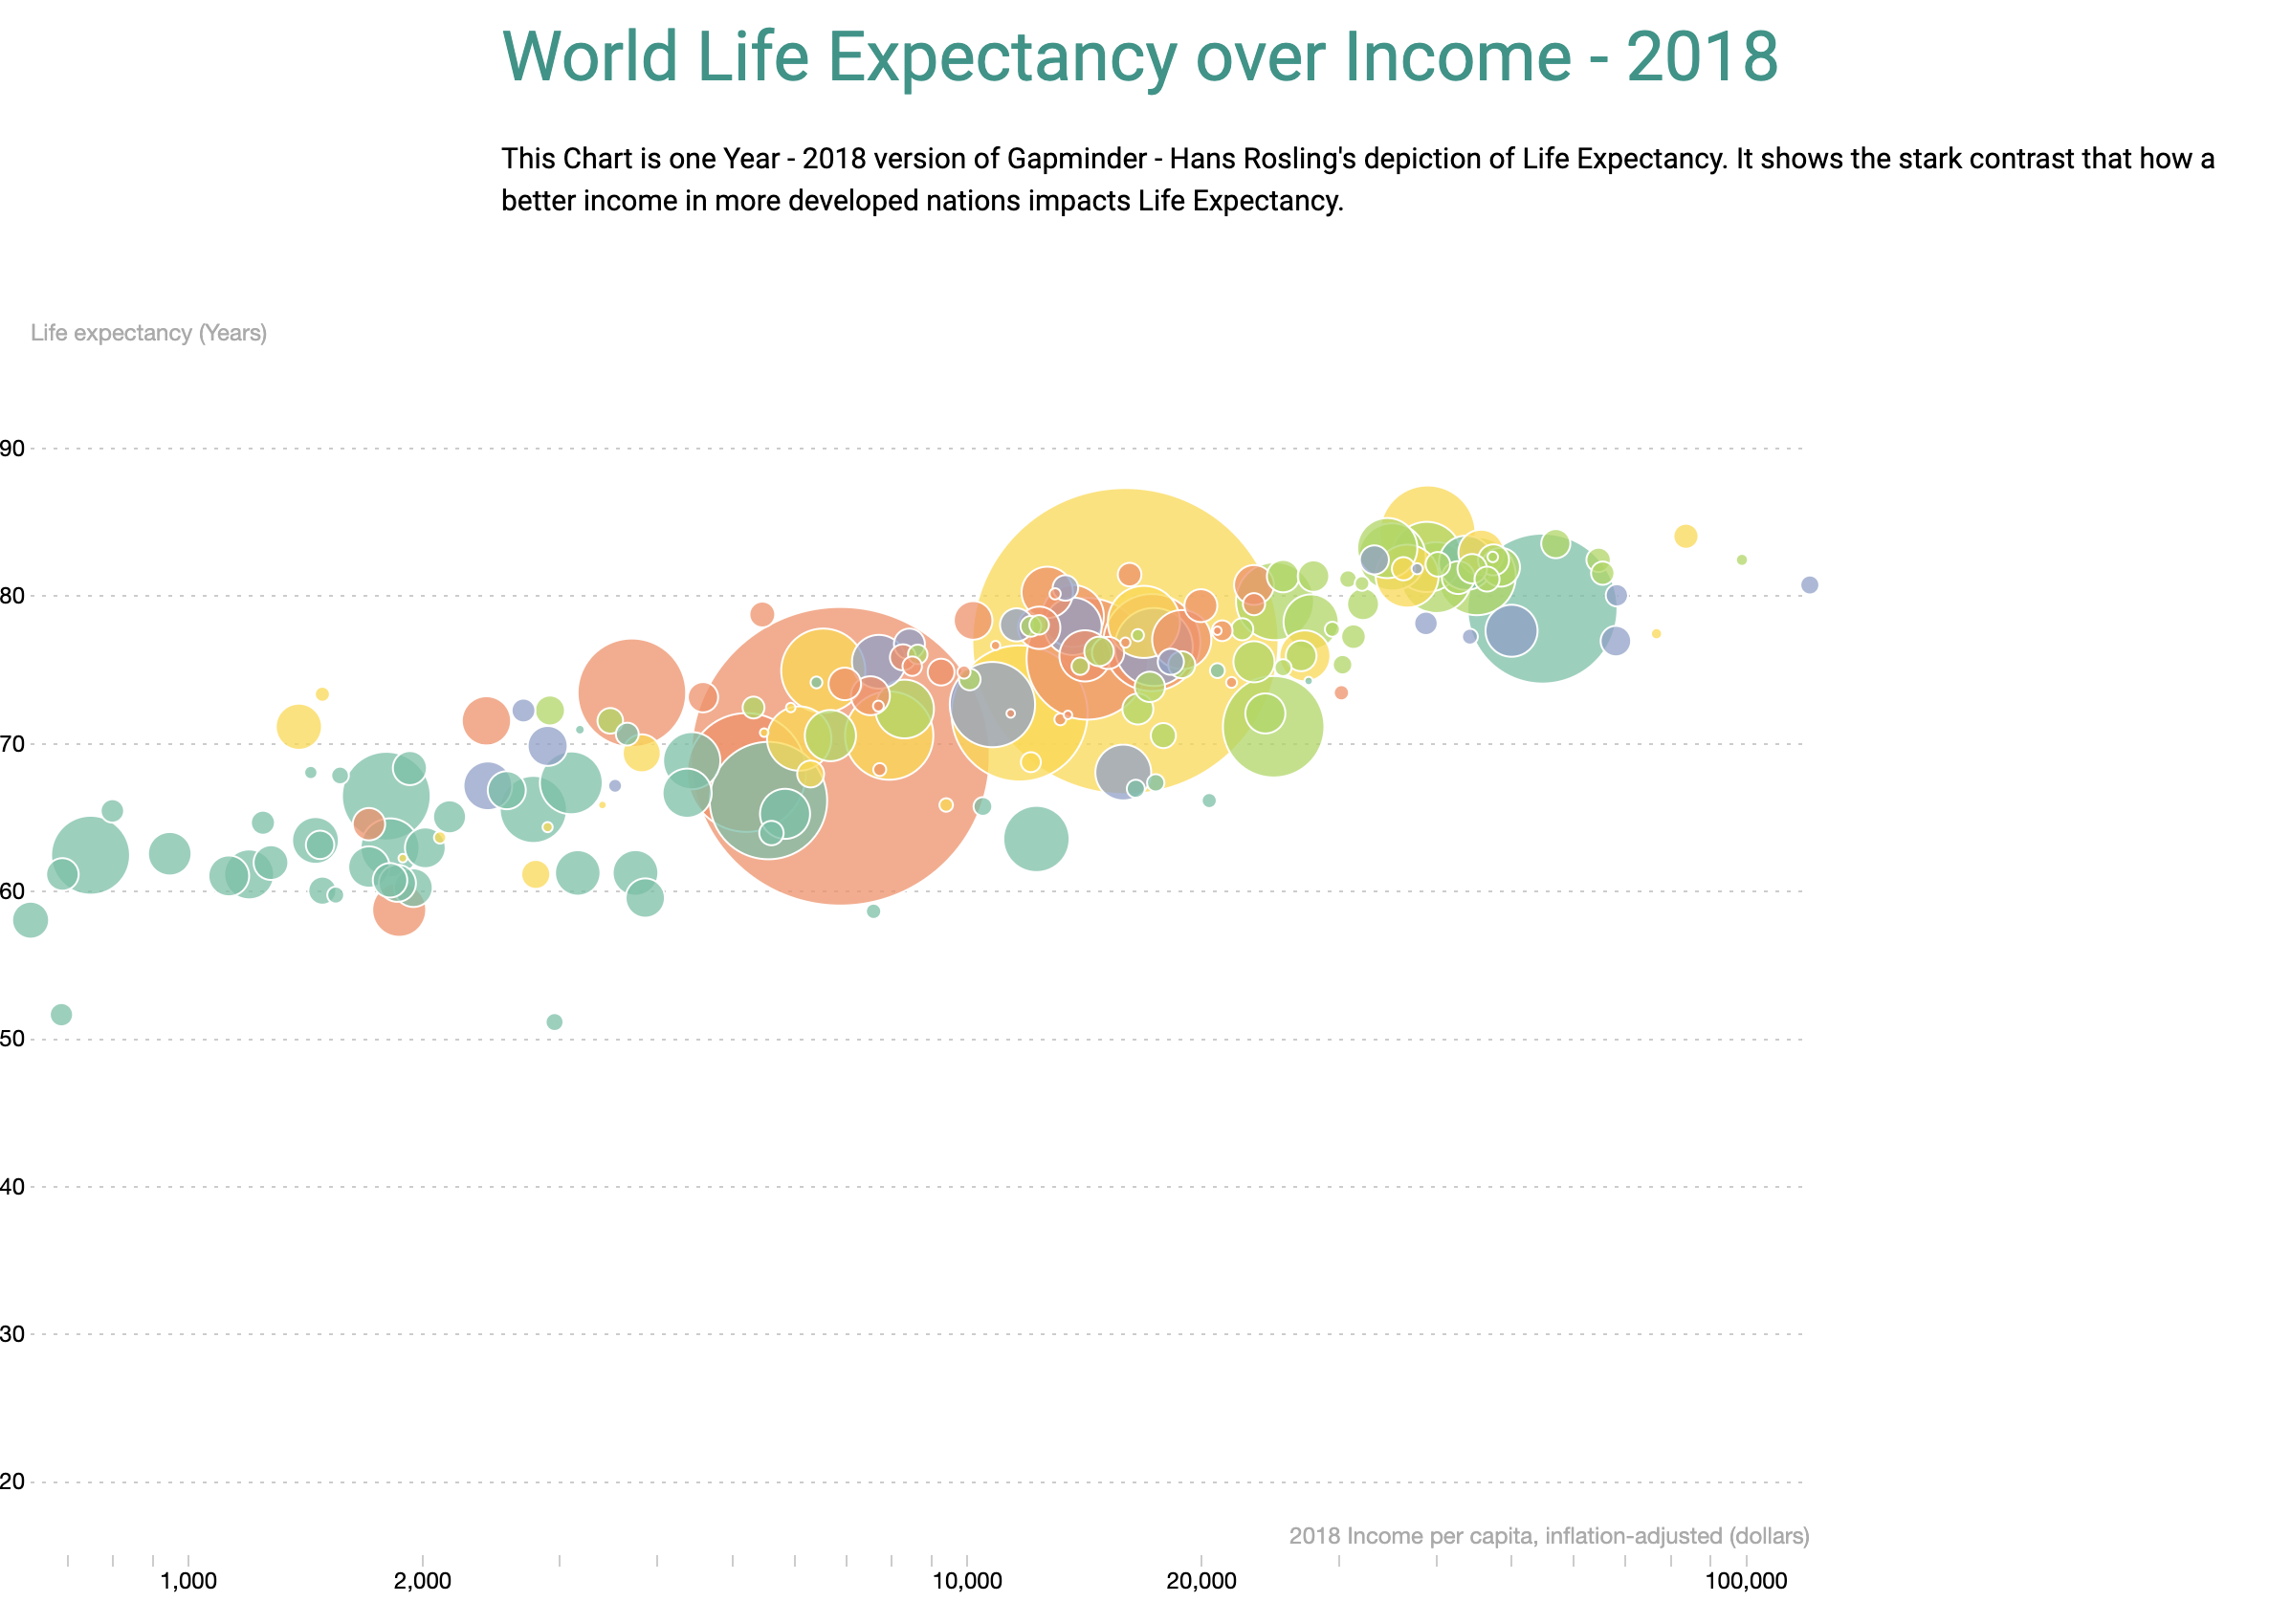 World Life Expectancy over Income - 2018
This Chart is one Year - 2018 version of Gapminder - Hans Rosling's depiction of Life Expectancy. It shows the stark contrast that how a
better income in more developed nations impacts Life Expectancy.
Life expectancy (Years)
90
80
70
60
50
40
30
20
2018 Income per capita, inflation-adjusted (dollars)
1,000 2,000 10,000 20,000 100,000